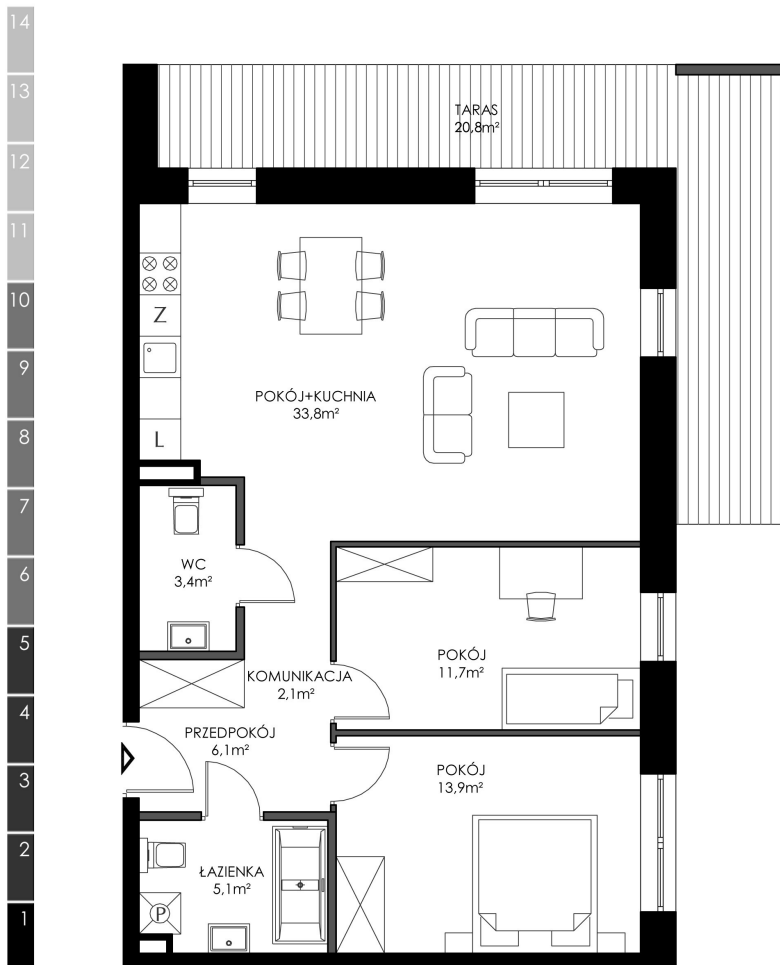 14
13
12
11
10
9
8
7
6
5
4
3
2
1
TARAS
20,8m²
Z
POKÓJ+KUCHNIA
33,8m²
L
WC
3,4m²
KOMUNIKACJA
2,1m²
POKÓJ
11,7m²
PRZEDPOKÓJ
6,1m²
POKÓJ
13,9m²
ŁAZIENKA
5,1m²
P